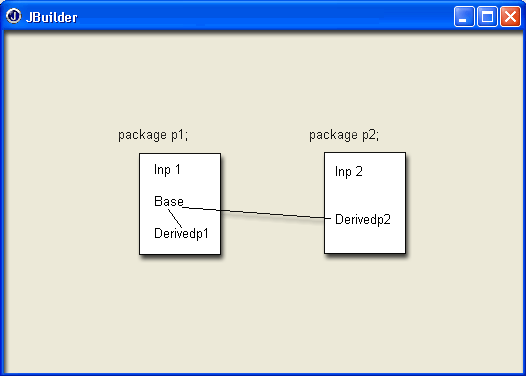 JBuilder
package p1;
package p2;
Inp 1
Inp 2
Base
Derivedp1
Derivedp2